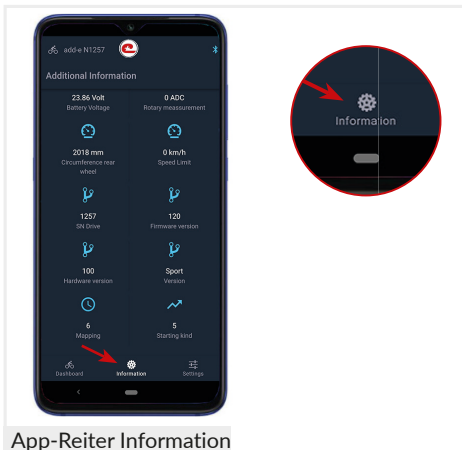 add-e N1257
Additional Information
23.86 Volt
Battery Voltage
0 ADC
Rotary meassurement
2018 mm
Circumference rear
wheel
0 km/h
Speed Limit
1257
SN Drive
120
Firmware version
100
Hardware version
Sport
Version
6
Mapping
5
Starting kind
Dashboard
Information
Settings
Information
App-Reiter Information